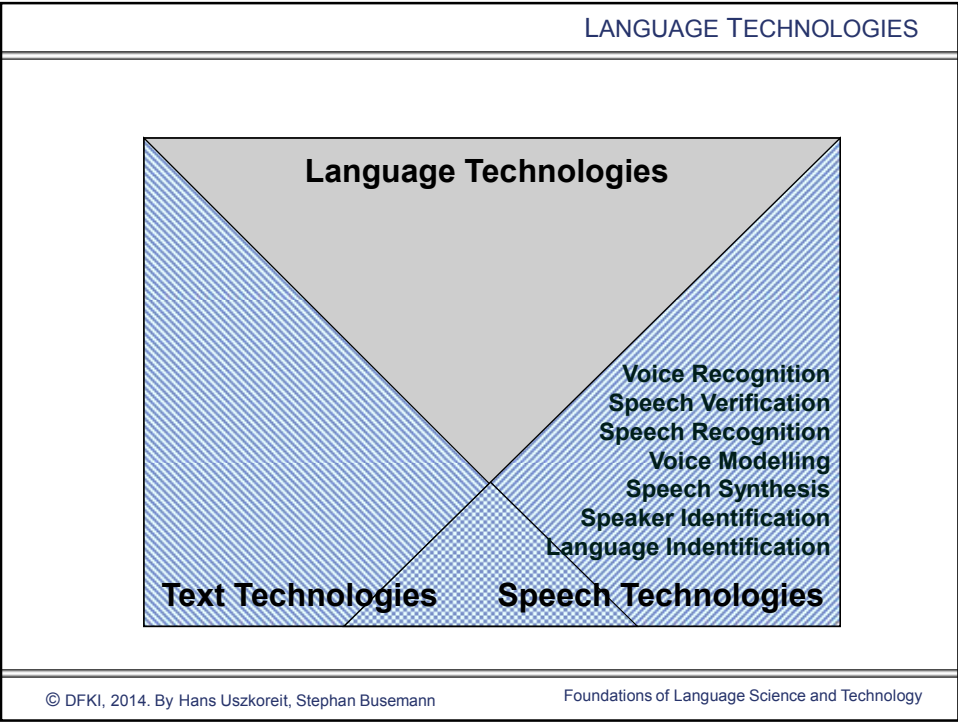 LANGUAGE TECHNOLOGIES
Language Technologies
Voice Recognition
Speech Verification
Speech Recognition
Voice Modelling
Speech Synthesis
Speaker Identification
Language Indentification
Text Technologies
Speech Technologies
© DFKI, 2014. By Hans Uszkoreit, Stephan Busemann
Foundations of Language Science and Technology